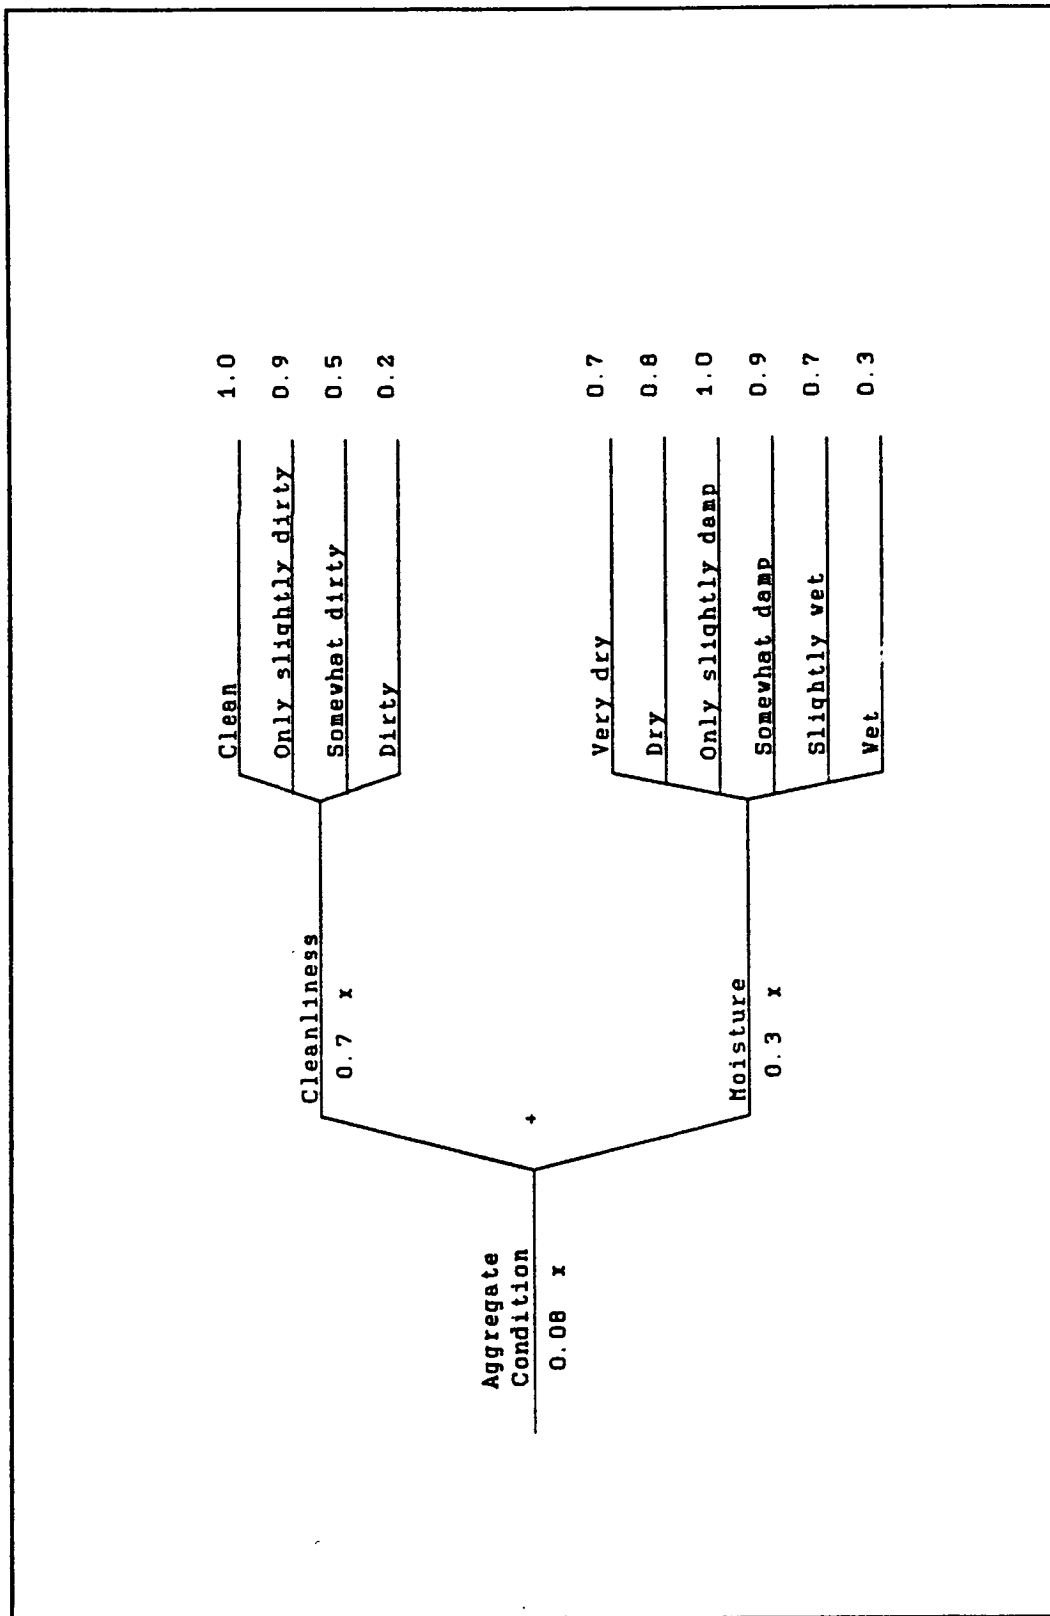 Aggregate
Condition
0.08 x
+
Cleanliness
0.7 x
Clean 1.0
Only slightly dirty 0.9
Somewhat dirty 0.5
Dirty 0.2
Moisture
0.3 x
Very dry 0.7
Dry 0.8
Only slightly damp 1.0
Somewhat damp 0.9
Slightly wet 0.7
Wet 0.3